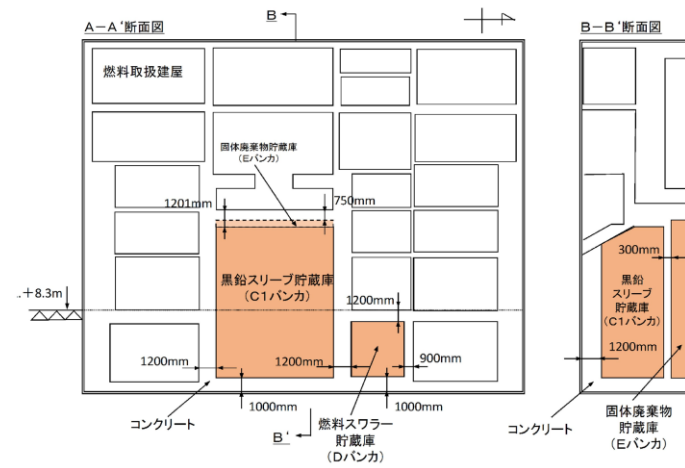 A－A'断面図
B
B－B'断面図
燃料取扱建屋
固体廃棄物貯蔵庫
(Eバンカ)
1201mm
750mm
黒鉛スリーブ貯蔵庫
(C1バンカ)
+8.3m
1200mm
1200mm
1200mm
900mm
1000mm
1000mm
コンクリート
燃料スワラー
貯蔵庫
(Dバンカ)
B'
300mm
黒鉛
スリーブ
貯蔵庫
(C1バンカ)
1200mm
コンクリート
固体廃棄物
貯蔵庫
(Eバンカ)